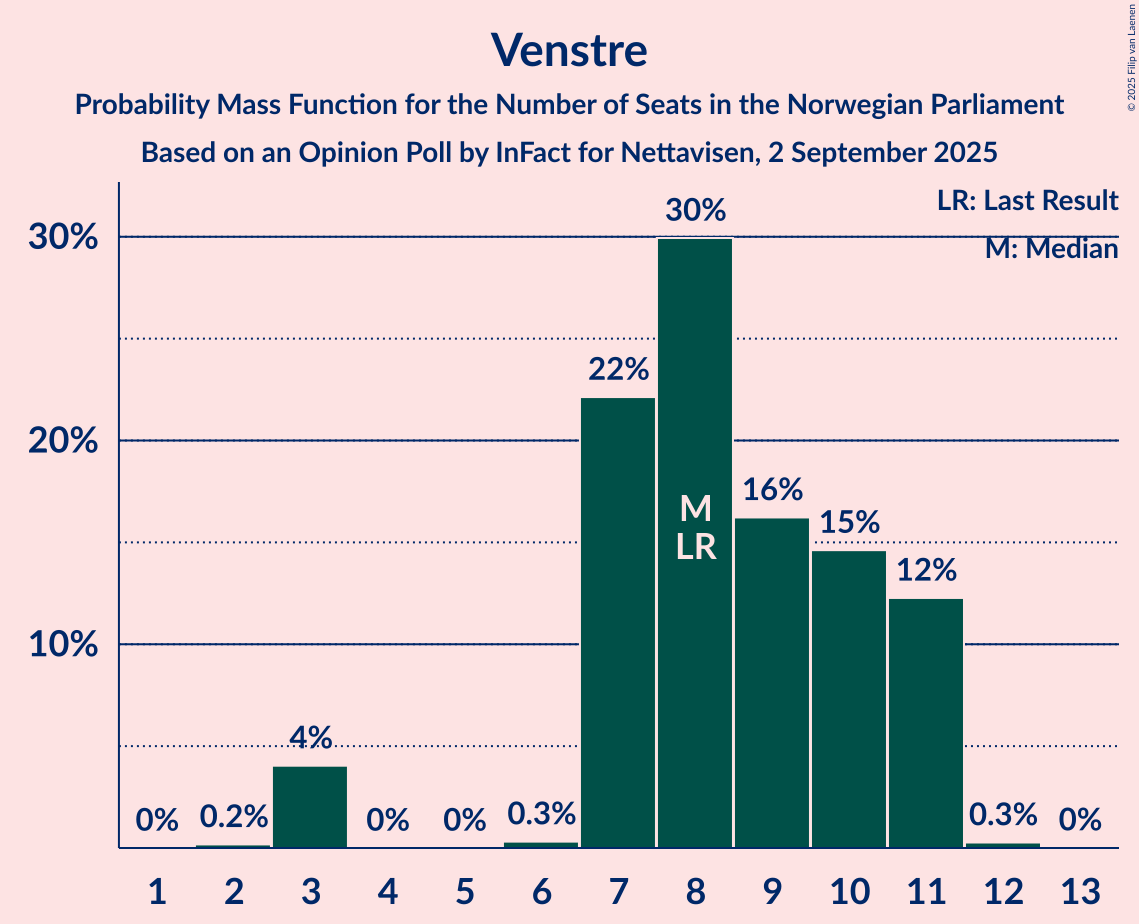 Venstre
Probability Mass Function for the Number of Seats in the Norwegian Parliament
Based on an Opinion Poll by InFact for Nettavisen, 2 September 2025
© 2025 Filip van Laenen
LR: Last Result
M: Median
30%
20%
10%
0%
0.2%
4%
0%
0%
0.3%
22%
30%
16%
15%
12%
0.3%
0%
M
LR
1 2 3 4 5 6 7 8 9 10 11 12 13